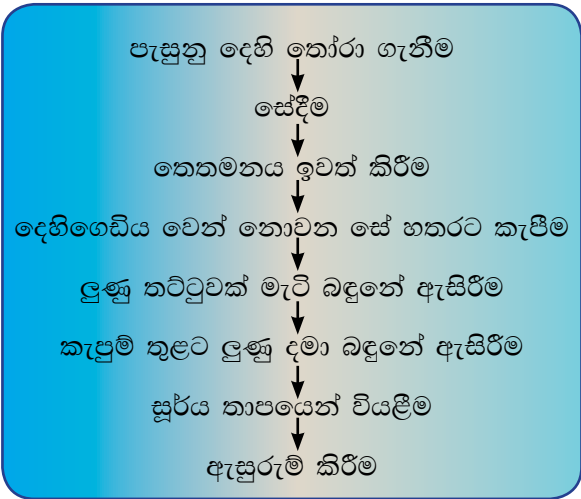 පැසුනු දෙහි තෝරා ගැනීම
සේදීම
තෙතමනය ඉවත් කිරීම
දෙහිගෙඩිය වෙන් නොවන සේ හතරට කැපීම
ලුණු තට්ටුවක් මැටි බඳුනේ ඇසිරීම
කැපුම් තුළට ලුණු දමා බඳුනේ ඇසිරීම
සූර්ය තාපයෙන් වියළීම
ඇසුරුම් කිරීම